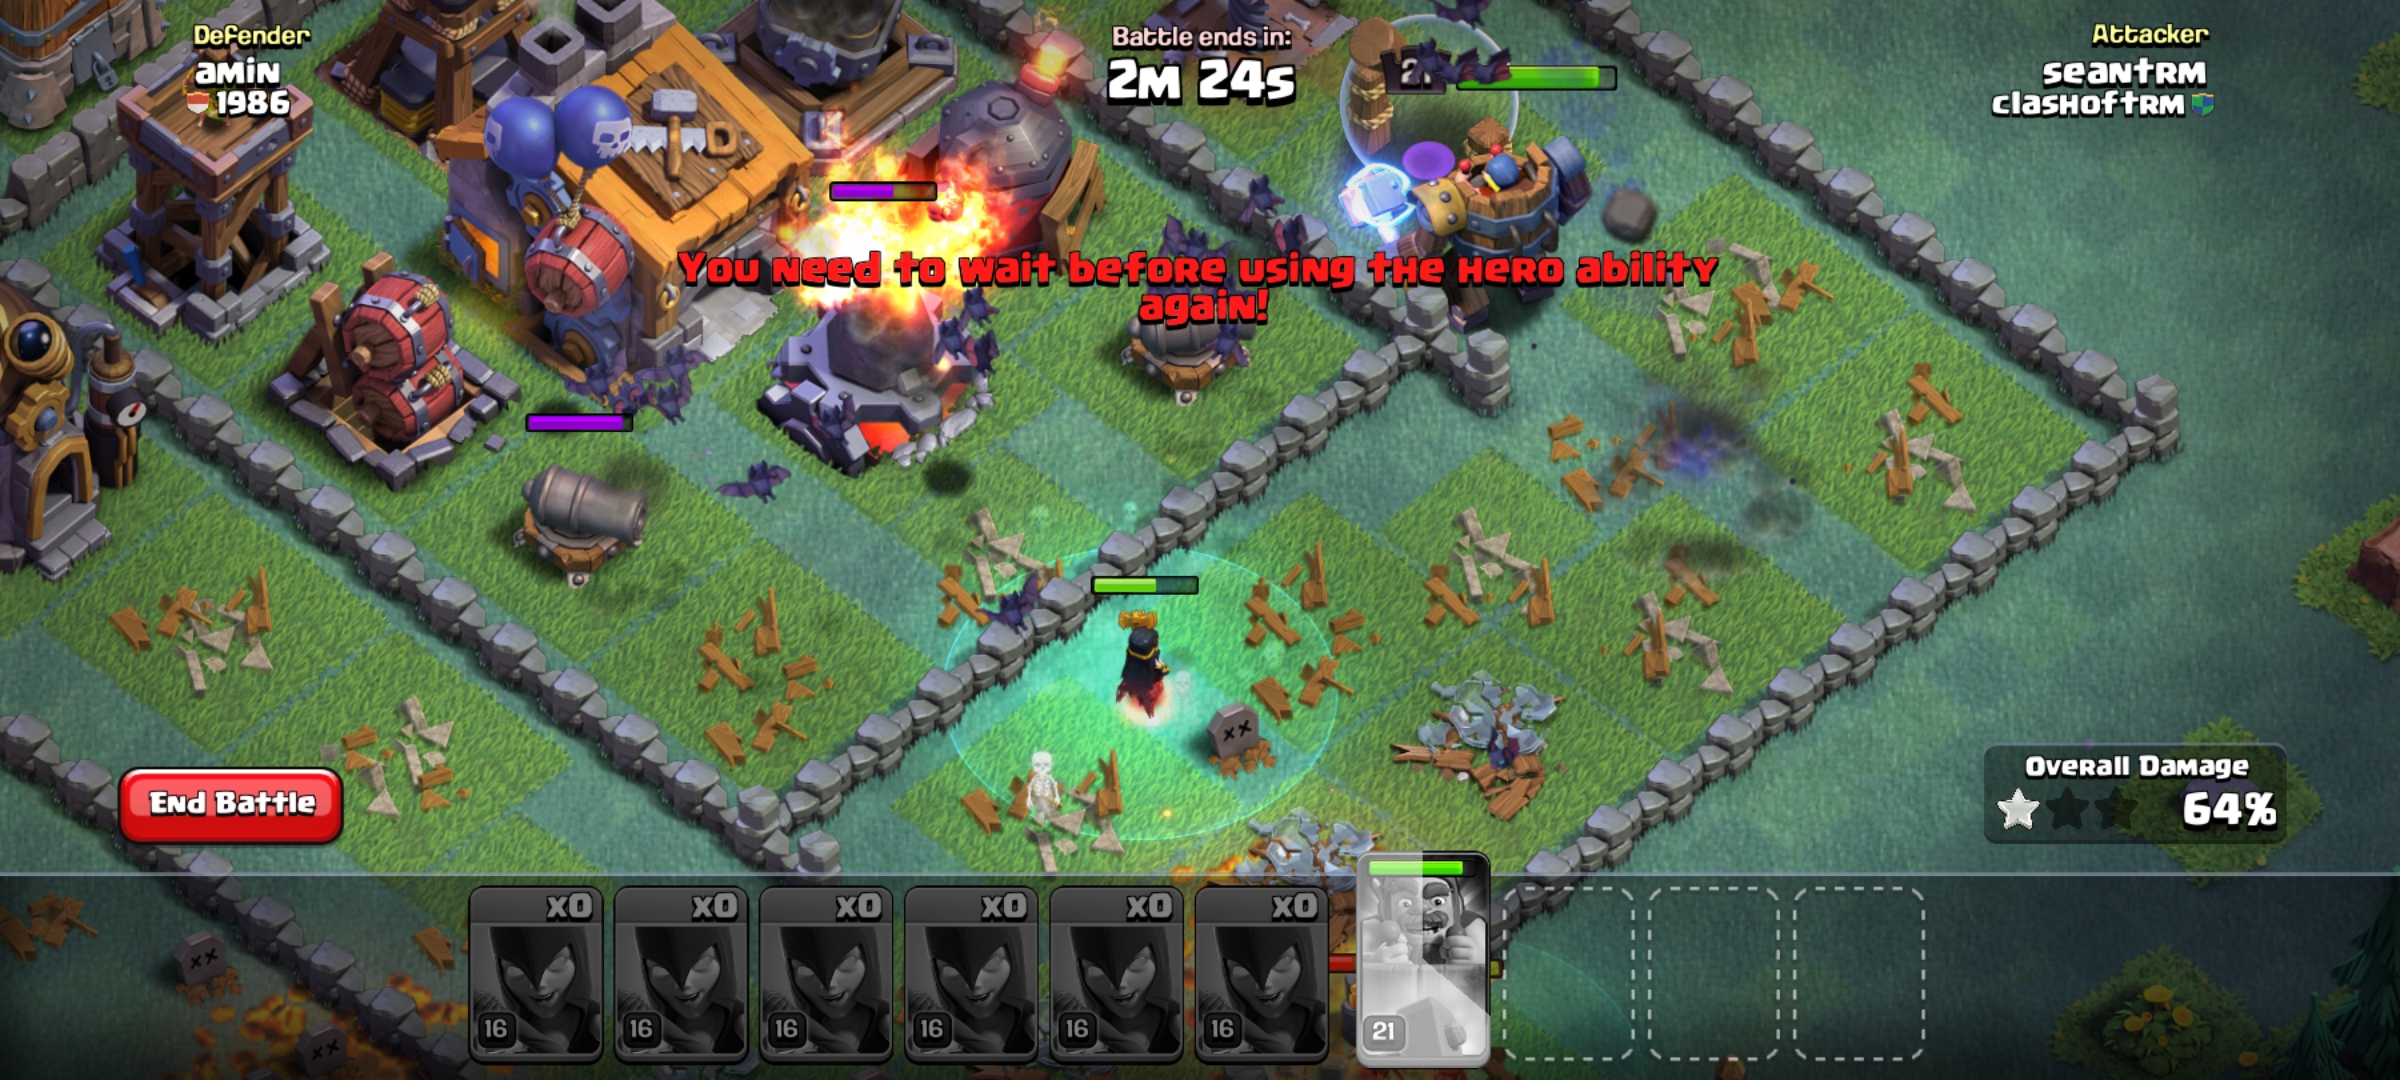 Defender
amin
1986
Battle ends in:
2M 24s
Attacker
seantRM
clashoftRM
You need to wait before using the Hero ability
again!
End Battle
Overall Damage
64%
x0
x0
x0
x0
x0
x0
16
16
16
16
16
16
21